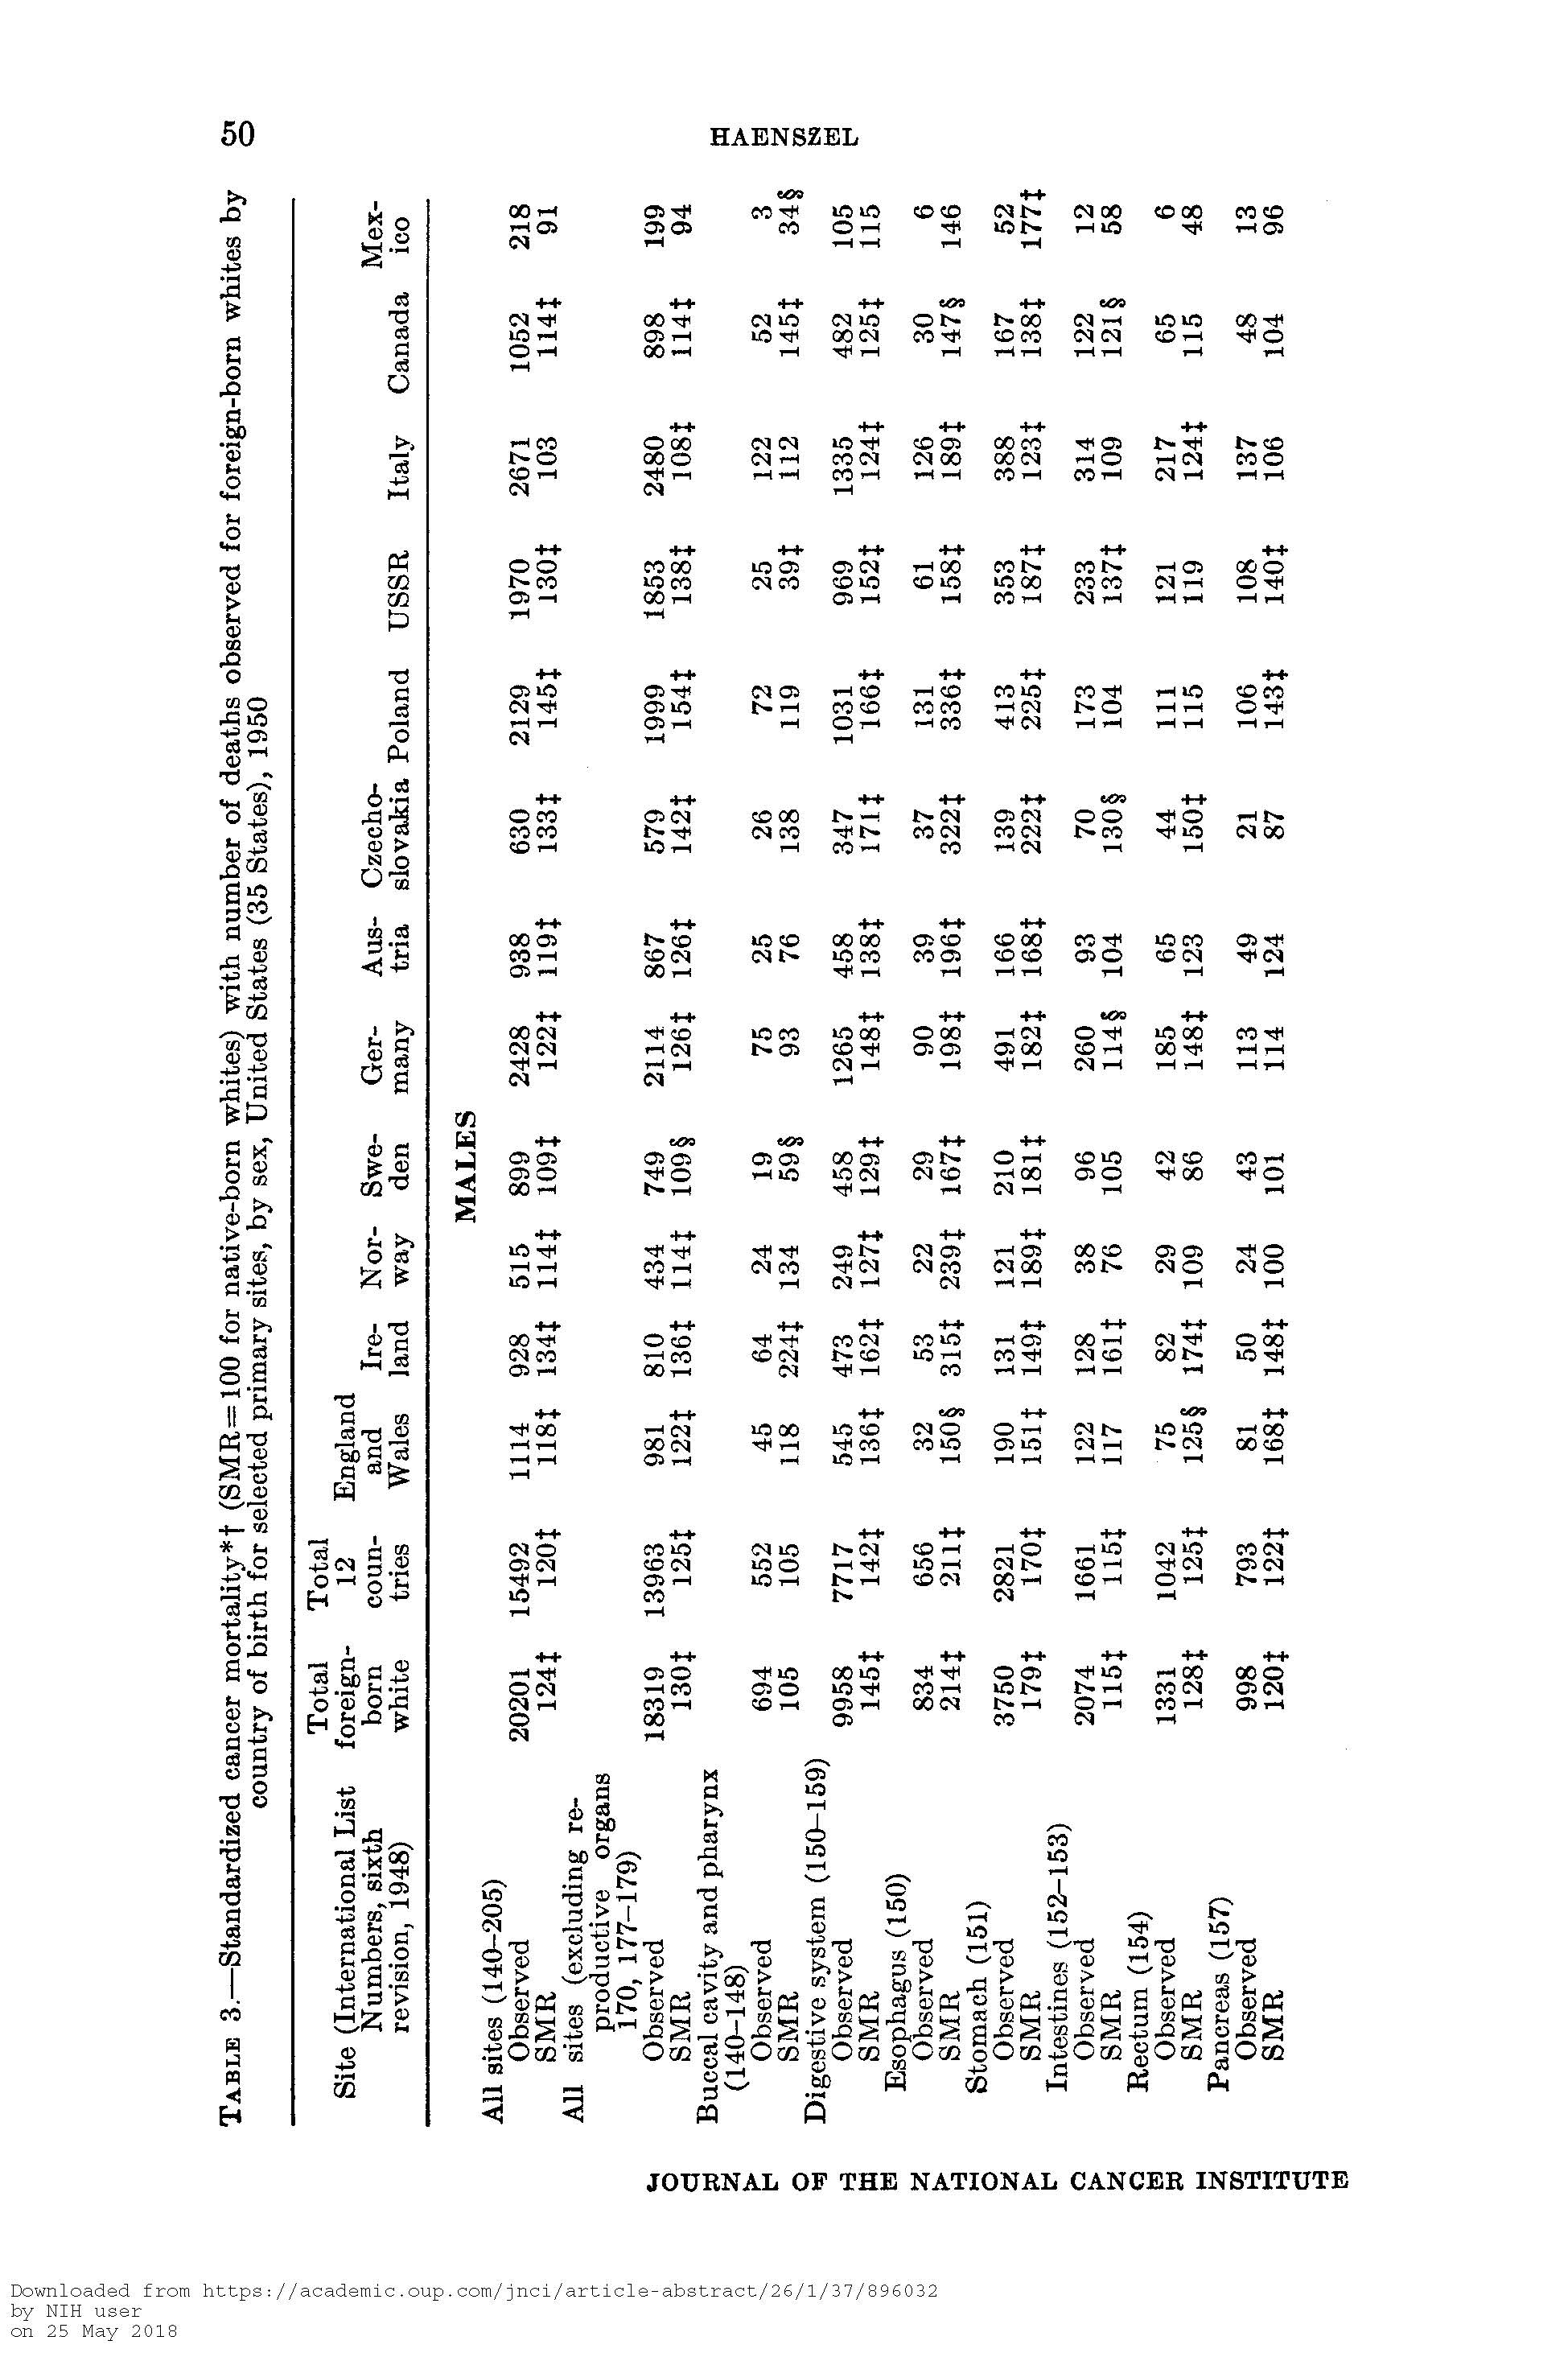 50
HAENSZEL
TABLE 3.—Standardized cancer mortality*† (SMR=100 for native-born whites) with number of deaths observed for foreign-born whites by
country of birth for selected primary sites, by sex, United States (35 States), 1950
Site (International List Numbers, sixth revision, 1948) Total foreign-born white Total 12 coun-tries England and Wales Ire-land Nor-way Swe-den Ger-many Aus-tria Czecho-slovakia Poland USSR Italy Canada Mex-ico
MALES
All sites (140–205)
Observed 20201 15492 1114 928 515 899 2428 938 630 2129 1970 2671 1052 218
SMR 124‡ 120‡ 118‡ 134‡ 114‡ 109‡ 122‡ 119‡ 133‡ 145‡ 130‡ 103 114‡ 91
All sites (excluding re-
productive organs
170, 177–179)
Observed 18319 13963 981 810 434 749 2114 867 579 1999 1853 2480 898 199
SMR 130‡ 125‡ 122‡ 136‡ 114‡ 109§ 126‡ 126‡ 142‡ 154‡ 138‡ 108‡ 114‡ 94
Buccal cavity and pharynx
(140–148)
Observed 694 552 45 64 24 19 75 25 26 72 25 122 52 3
SMR 105 105 118 224‡ 134 59§ 93 76 138 119 39‡ 112 145‡ 34§
Digestive system (150–159)
Observed 9958 7717 545 473 249 458 1265 458 347 1031 969 1335 482 105
SMR 145‡ 142‡ 136‡ 162‡ 127‡ 129‡ 148‡ 138‡ 171‡ 166‡ 152‡ 124‡ 125‡ 115
Esophagus (150)
Observed 834 656 32 53 22 29 90 39 37 131 61 126 30 6
SMR 214‡ 211‡ 150§ 315‡ 239‡ 167‡ 198‡ 196‡ 322‡ 336‡ 158‡ 189‡ 147§ 146
Stomach (151)
Observed 3750 2821 190 131 121 210 491 166 139 413 353 388 167 52
SMR 179‡ 170‡ 151‡ 149‡ 189‡ 181‡ 182‡ 168‡ 222‡ 225‡ 187‡ 123‡ 138‡ 177‡
Intestines (152–153)
Observed 2074 1661 122 128 38 96 260 93 70 173 233 314 122 12
SMR 115‡ 115‡ 117 161‡ 76 105 114§ 104 130§ 104 137‡ 109 121§ 58
Rectum (154)
Observed 1331 1042 75 82 29 42 185 65 44 111 121 217 65 6
SMR 128‡ 125‡ 125§ 174‡ 109 86 148‡ 123 150‡ 115 119 124‡ 115 48
Pancreas (157)
Observed 998 793 81 50 24 43 113 49 21 106 108 137 48 13
SMR 120‡ 122‡ 168‡ 148‡ 100 101 114 124 87 143‡ 140‡ 106 104 96
JOURNAL OF THE NATIONAL CANCER INSTITUTE
Downloaded from https://academic.oup.com/jnci/article-abstract/26/1/37/896032
by NIH user
on 25 May 2018